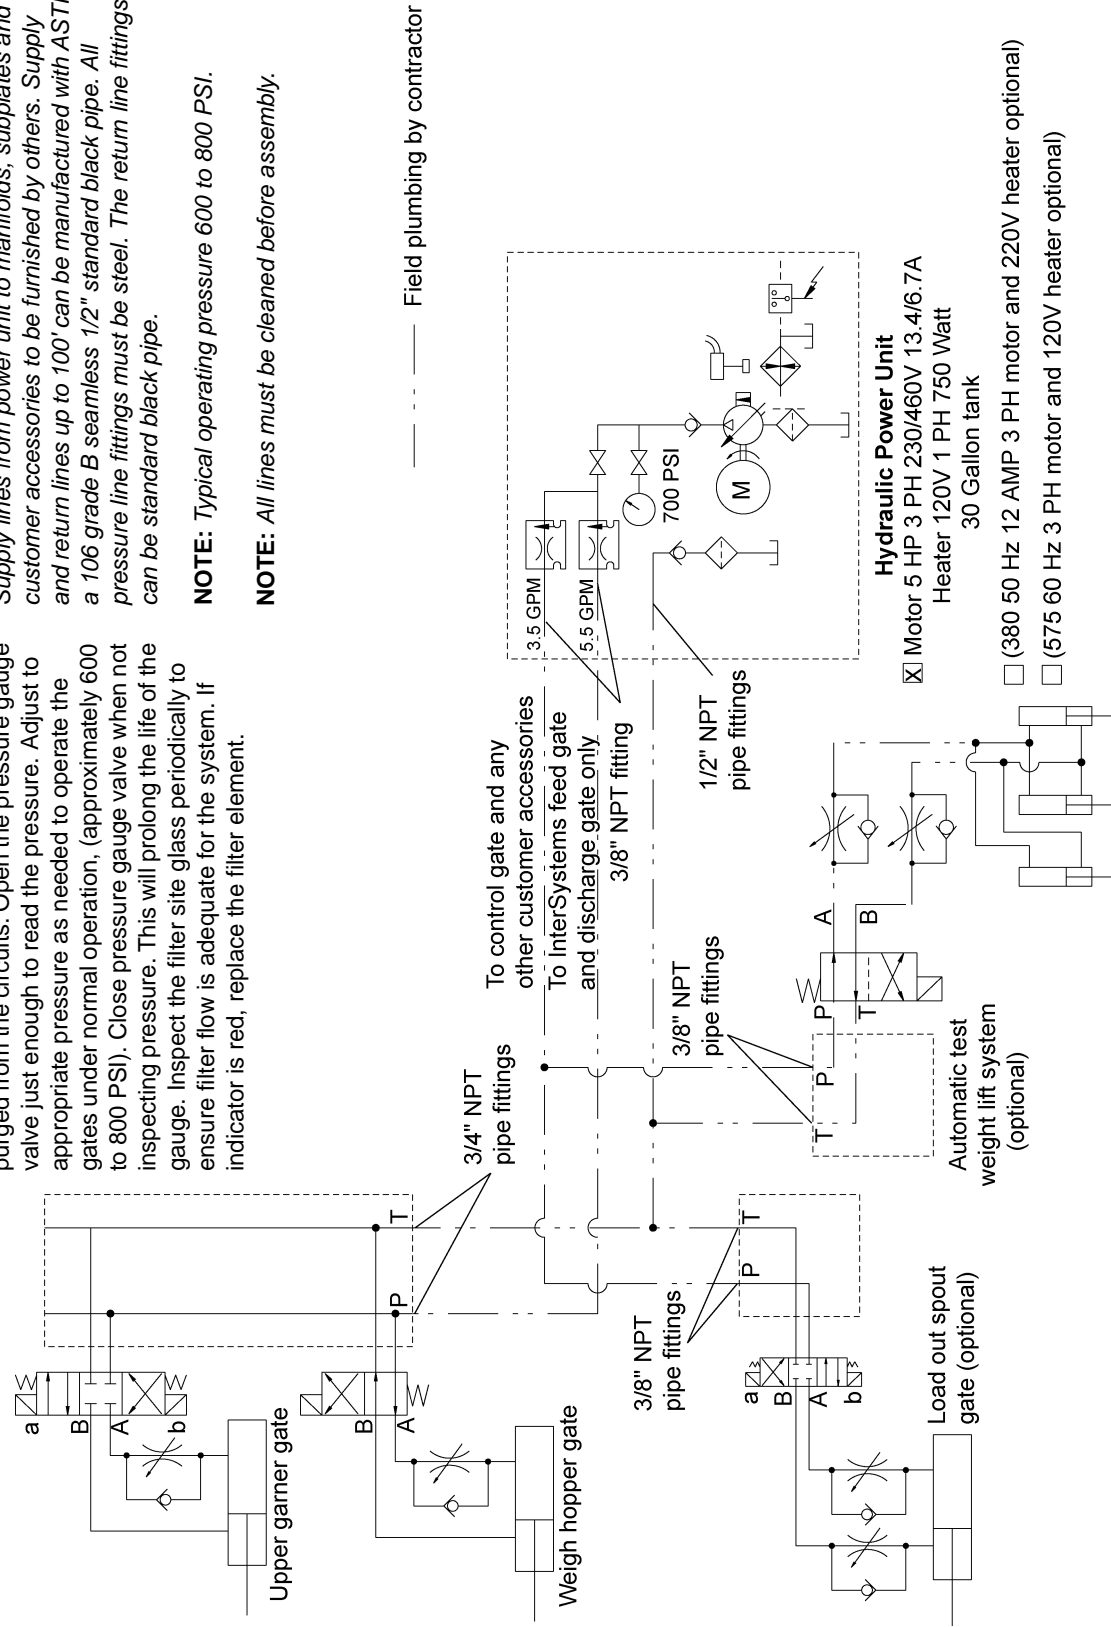 purged from the circuits. Open the pressure gauge
valve just enough to read the pressure. Adjust to
appropriate pressure as needed to operate the
gates under normal operation, (approximately 600
to 800 PSI). Close pressure gauge valve when not
inspecting pressure. This will prolong the life of the
gauge. Inspect the filter site glass periodically to
ensure filter flow is adequate for the system. If
indicator is red, replace the filter element.
Supply lines from power unit to manifolds, subplates and
customer accessories to be furnished by others. Supply
and return lines up to 100' can be manufactured with
a 106 grade B seamless 1/2" standard black pipe. All
pressure line fittings must be steel. The return line fittings
can be standard black pipe.
NOTE: Typical operating pressure 600 to 800 PSI.
NOTE: All lines must be cleaned before assembly.
Field plumbing by contractor
a
B
A
b
Upper garner gate
B
A
Weigh hopper gate
T
P
3/4" NPT
pipe fittings
To control gate and any
other customer accessories
To InterSystems feed gate
and discharge gate only
3/8" NPT fitting
3.5 GPM
5.5 GPM
700 PSI
M
1/2" NPT
pipe fittings
Hydraulic Power Unit
X Motor 5 HP 3 PH 230/460V 13.4/6.7A
Heater 120V 1 PH 750 Watt
30 Gallon tank
(380 50 Hz 12 AMP 3 PH motor and 220V heater optional)
(575 60 Hz 3 PH motor and 120V heater optional)
3/8" NPT
pipe fittings
T
P
a
B
A
b
Load out spout
gate (optional)
3/8" NPT
pipe fittings
T
P
P
T
A
B
Automatic test
weight lift system
(optional)